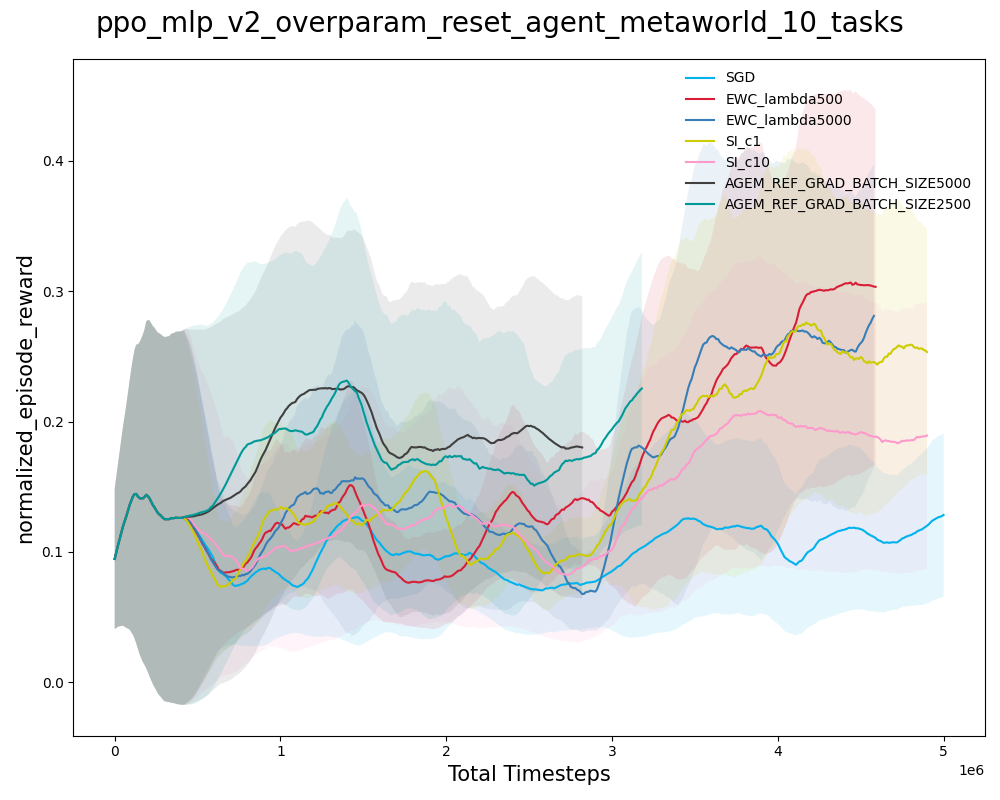 ppo_mlp_v2_overparam_reset_agent_metaworld_10_tasks
SGD
EWC_lambda500
EWC_lambda5000
SI_c1
SI_c10
AGEM_REF_GRAD_BATCH_SIZE5000
AGEM_REF_GRAD_BATCH_SIZE2500
normalized_episode_reward
0.4
0.3
0.2
0.1
0.0
0 1 2 3 4 5
1e6
Total Timesteps